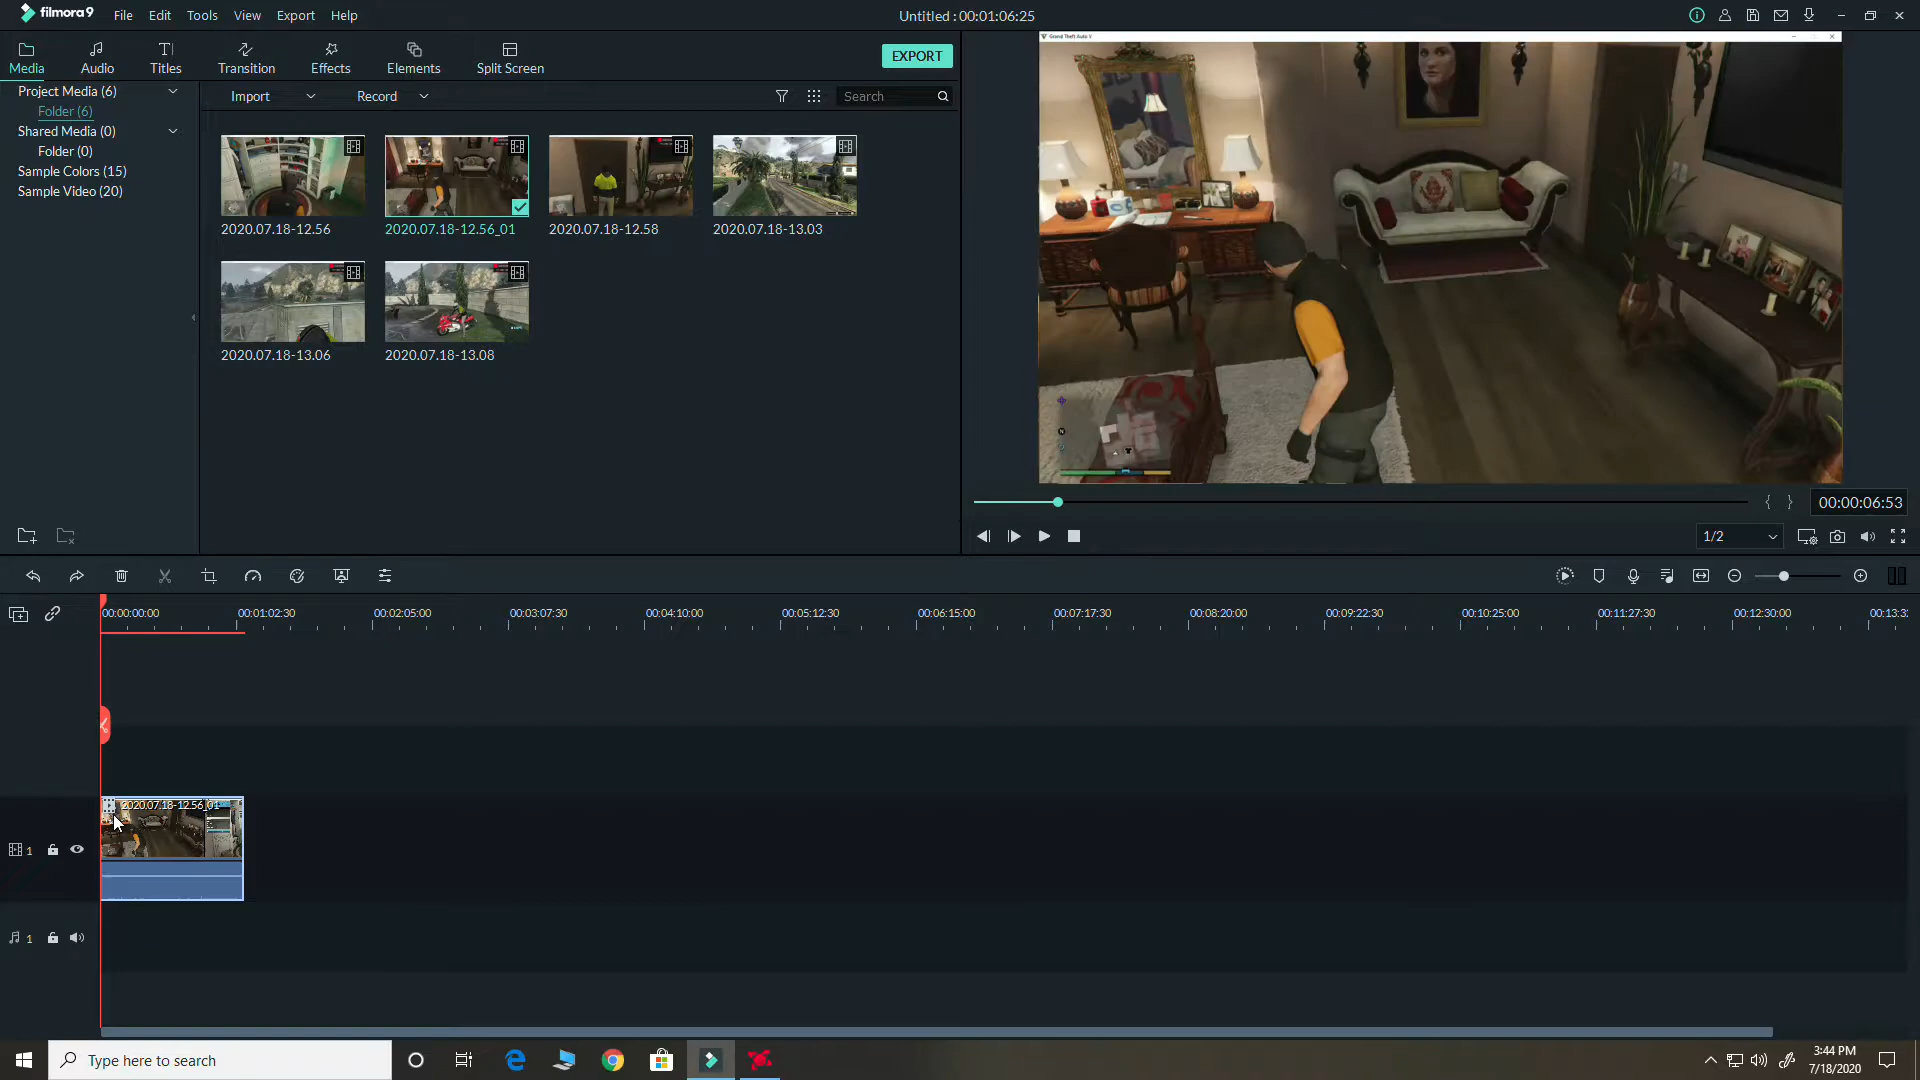 filmora9 File Edit Tools View Export Help Untitled : 00:01:06:25
Media Audio Titles Transition Effects Elements Split Screen EXPORT
Project Media (6)
Folder (6)
Shared Media (0)
Folder (0)
Sample Colors (15)
Sample Video (20)
Import Record Search
2020.07.18-12.56 2020.07.18-12.56_01 2020.07.18-12.58 2020.07.18-13.03
2020.07.18-13.06 2020.07.18-13.08
Grand Theft Auto V
00:00:06:53
1/2
00:00:00:00 00:01:02:30 00:02:05:00 00:03:07:30 00:04:10:00 00:05:12:30 00:06:15:00 00:07:17:30 00:08:20:00 00:09:22:30 00:10:25:00 00:11:27:30 00:12:30:00
2020.07.18-12.56_01
1
1
Type here to search
3:44 PM
7/18/2020